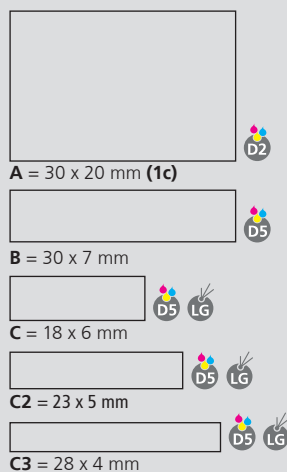 D2
A = 30 x 20 mm (1c)
D5
B = 30 x 7 mm
D5 LG
C = 18 x 6 mm
D5 LG
C2 = 23 x 5 mm
D5 LG
C3 = 28 x 4 mm